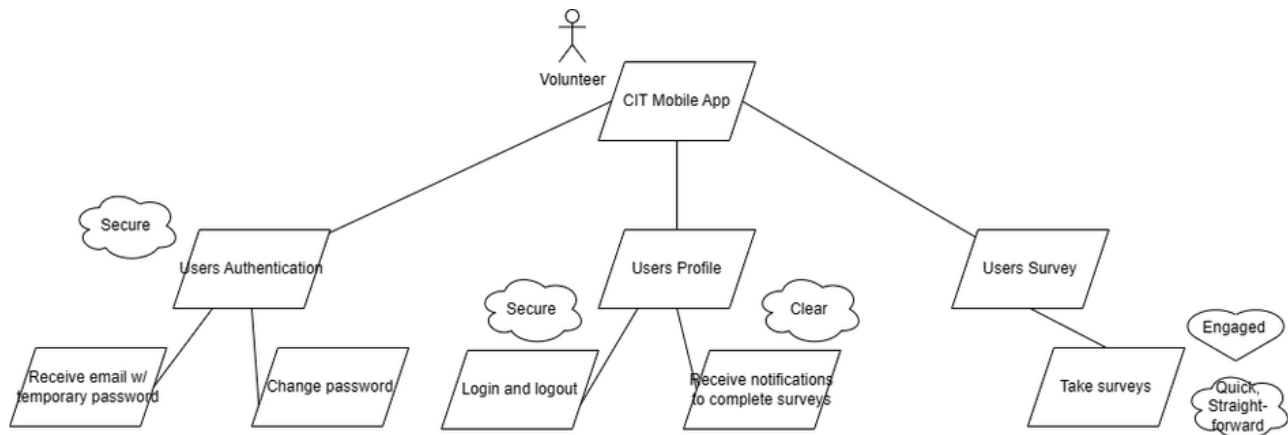 Volunteer
CIT Mobile App
Secure
Users Authentication
Users Profile
Users Survey
Secure
Clear
Engaged
Receive email w/
temporary password
Change password
Login and logout
Receive notifications
to complete surveys
Take surveys
Quick,
Straight-
forward